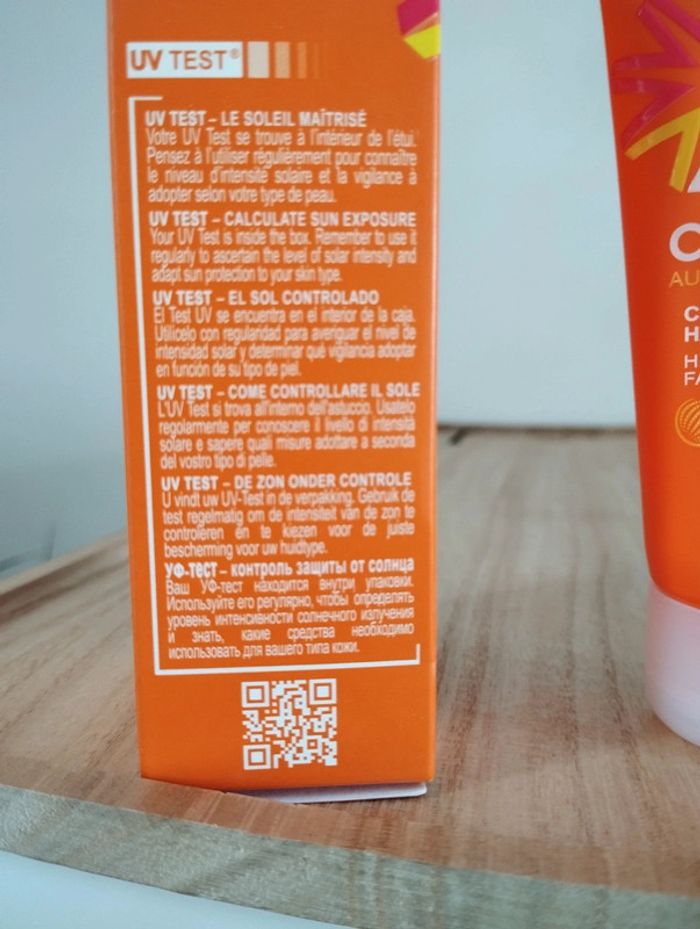 UV TEST®
UV TEST – LE SOLEIL MAÎTRISÉ
Votre UV Test se trouve à l'intérieur de l'étui.
Pensez à l'utiliser régulièrement pour connaître
le niveau d'intensité solaire et la vigilance à
adopter selon votre type de peau.
UV TEST – CALCULATE SUN EXPOSURE
Your UV Test is inside the box. Remember to use it
regularly to ascertain the level of solar intensity and
adapt sun protection to your skin type.
UV TEST – EL SOL CONTROLADO
El Test UV se encuentra en el interior de la caja.
Utilícelo con regularidad para averiguar el nivel de
intensidad solar y determinar qué vigilancia adoptar
en función de su tipo de piel.
UV TEST – COME CONTROLLARE IL SOLE
L'UV Test si trova all'interno dell'astuccio. Usatelo
regolarmente per conoscere il livello di intensità
solare e sapere quali misure adottare a seconda
del vostro tipo di pelle.
UV TEST – DE ZON ONDER CONTROLE
U vindt uw UV-Test in de verpakking. Gebruik de
test regelmatig om de intensiteit van de zon te
controleren en te kiezen voor de juiste
bescherming voor uw huidtype.
УФ-ТЕСТ – контроль защиты от солнца
Ваш УФ-тест находится внутри упаковки.
Используйте его регулярно, чтобы определять
уровень интенсивности солнечного излучения
и знать, какие средства необходимо
использовать для вашего типа кожи.
C
AU
C
H
H
FA